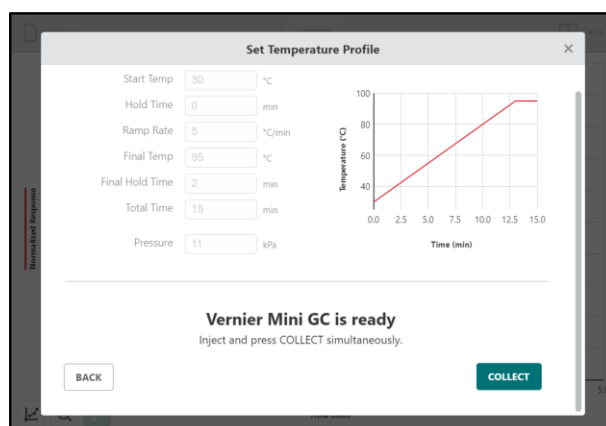 Set Temperature Profile
Start Temp 30 °C
Hold Time 0 min
Ramp Rate 5 °C/min
Final Temp 95 °C
Final Hold Time 2 min
Total Time 15 min
Pressure 11 kPa
Temperature (°C)
100
80
60
40
0.0 2.5 5.0 7.5 10.0 12.5 15.0
Time (min)
Normalized Response
Vernier Mini GC is ready
Inject and press COLLECT simultaneously.
BACK
COLLECT